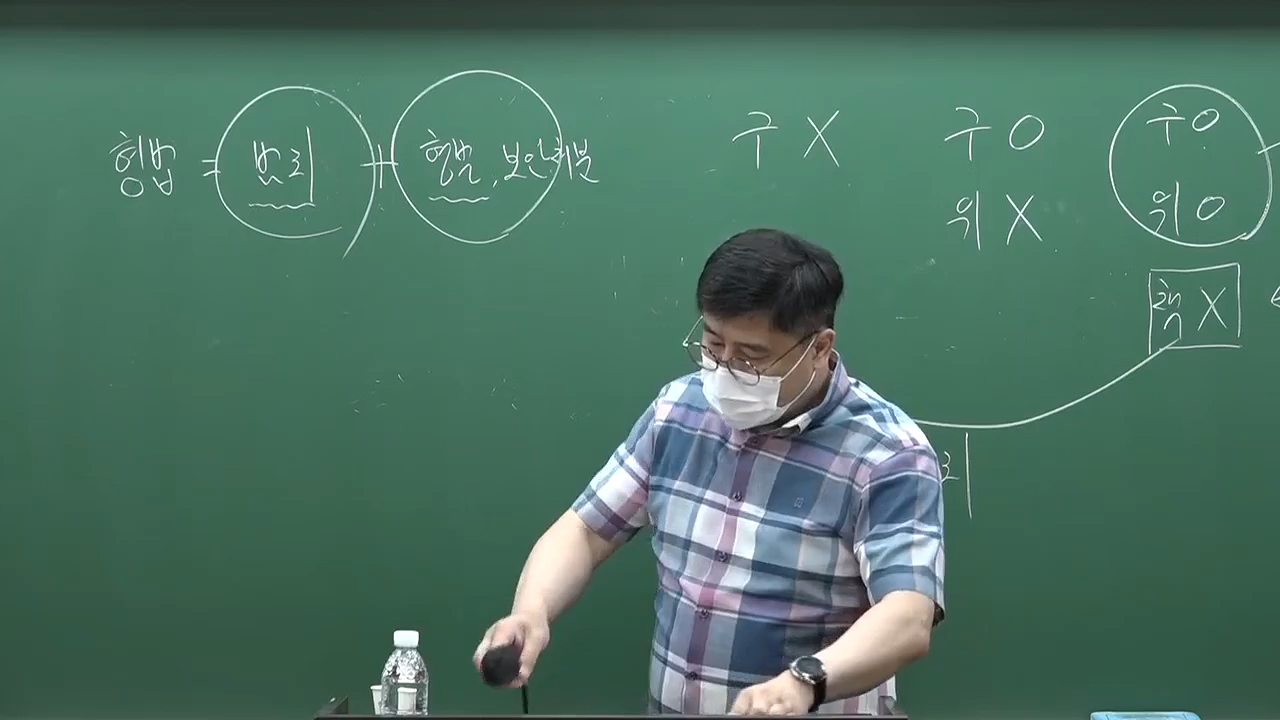 형법 = 범죄 + 형벌, 보안처분
구 X
구 O
위 X
구 O
위 O
책 X